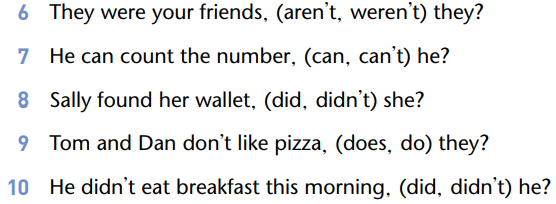 6 They were your friends, (aren't, weren't) they?
7 He can count the number, (can, can't) he?
8 Sally found her wallet, (did, didn't) she?
9 Tom and Dan don't like pizza, (does, do) they?
10 He didn't eat breakfast this morning, (did, didn't) he?